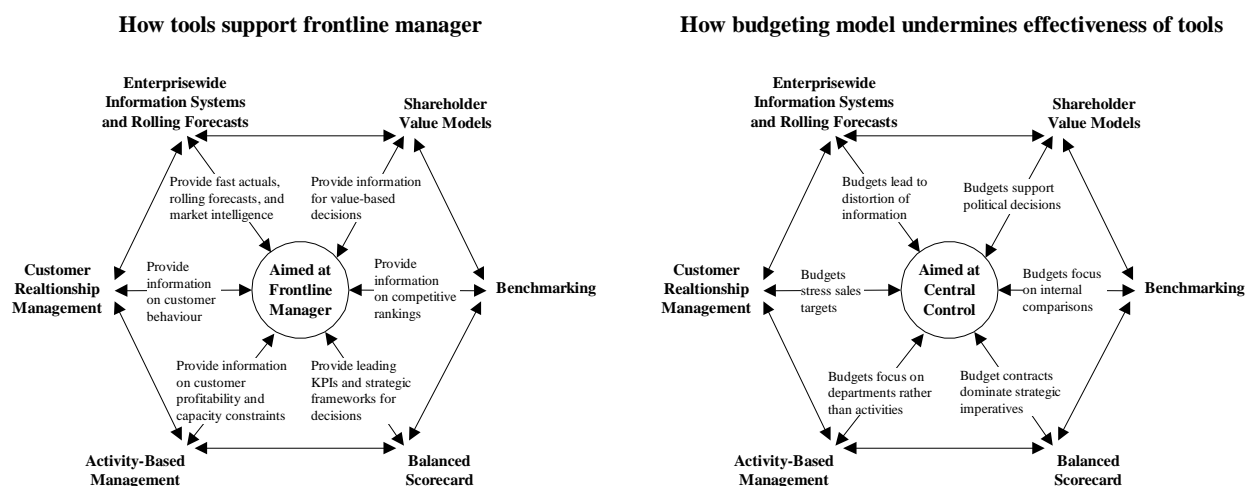 How tools support frontline manager
Enterprisewide
Information Systems
and Rolling Forecasts
Shareholder
Value Models
Provide fast actuals,
rolling forecasts, and
market intelligence
Provide information
for value-based
decisions
Customer
Realtionship
Management
Provide
information
on customer
behaviour
Aimed at
Frontline
Manager
Provide
information
on competitive
rankings
Benchmarking
Provide information
on customer
profitability and
capacity constraints
Provide leading
KPIs and strategic
frameworks for
decisions
Activity-Based
Management
Balanced
Scorecard
How budgeting model undermines effectiveness of tools
Enterprisewide
Information Systems
and Rolling Forecasts
Shareholder
Value Models
Budgets lead to
distortion of
information
Budgets support
political decisions
Customer
Realtionship
Management
Budgets
stress sales
targets
Aimed at
Central
Control
Budgets focus
on internal
comparisons
Benchmarking
Budgets focus on
departments rather
than activities
Budget contracts
dominate strategic
imperatives
Activity-Based
Management
Balanced
Scorecard